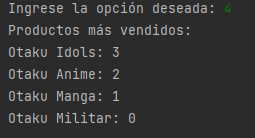 Ingrese la opción deseada: 4
Productos más vendidos:
Otaku Idols: 3
Otaku Anime: 2
Otaku Manga: 1
Otaku Militar: 0